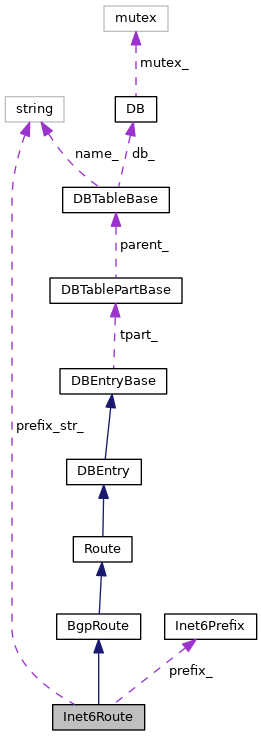 mutex
mutex_
string
DB
name_
db_
DBTableBase
parent_
DBTablePartBase
tpart_
DBEntryBase
prefix_str_
DBEntry
Route
BgpRoute
Inet6Prefix
prefix_
Inet6Route